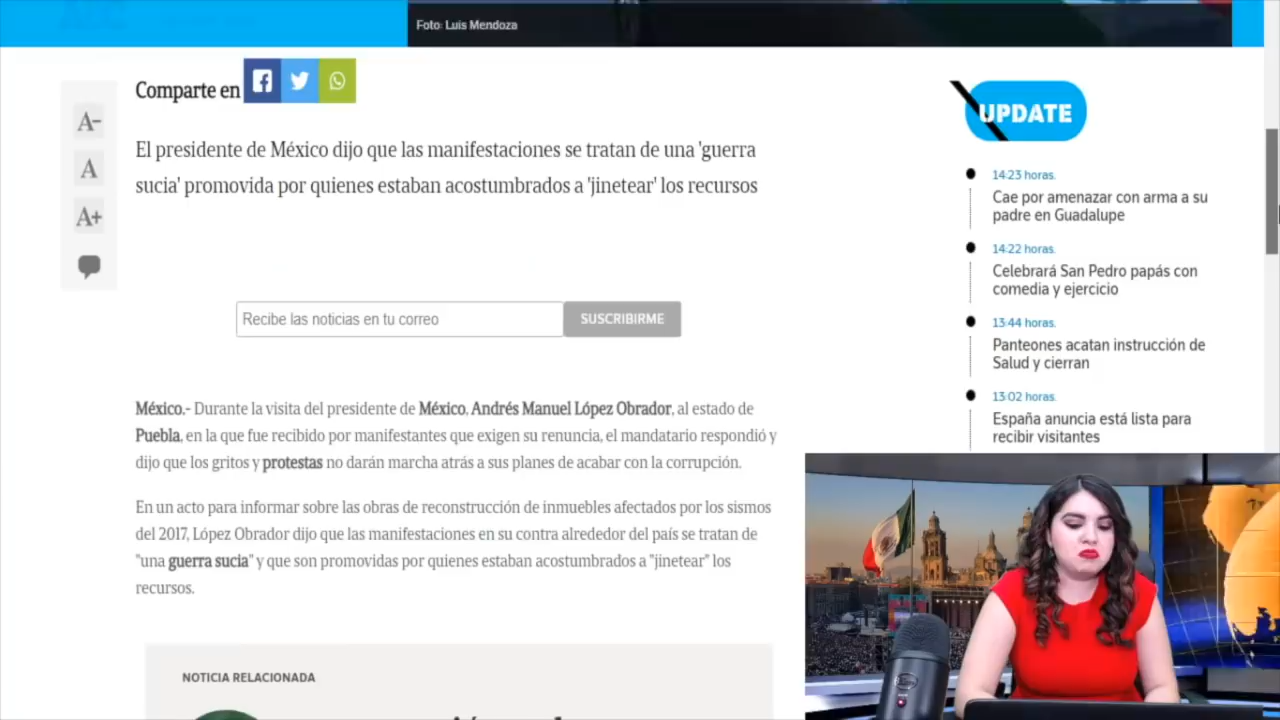 Foto: Luis Mendoza
Comparte en
A-
A
A+
El presidente de México dijo que las manifestaciones se tratan de una 'guerra
sucia' promovida por quienes estaban acostumbrados a 'jinetear' los recursos
Recibe las noticias en tu correo
SUSCRIBIRME
México.- Durante la visita del presidente de México, Andrés Manuel López Obrador, al estado de
Puebla, en la que fue recibido por manifestantes que exigen su renuncia, el mandatario respondió y
dijo que los gritos y protestas no darán marcha atrás a sus planes de acabar con la corrupción.
En un acto para informar sobre las obras de reconstrucción de inmuebles afectados por los sismos
del 2017, López Obrador dijo que las manifestaciones en su contra alrededor del país se tratan de
"una guerra sucia" y que son promovidas por quienes estaban acostumbrados a "jinetear" los
recursos.
NOTICIA RELACIONADA
UPDATE
14:23 horas.
Cae por amenazar con arma a su
padre en Guadalupe
14:22 horas.
Celebrará San Pedro papás con
comedia y ejercicio
13:44 horas.
Panteones acatan instrucción de
Salud y cierran
13:02 horas.
España anuncia está lista para
recibir visitantes